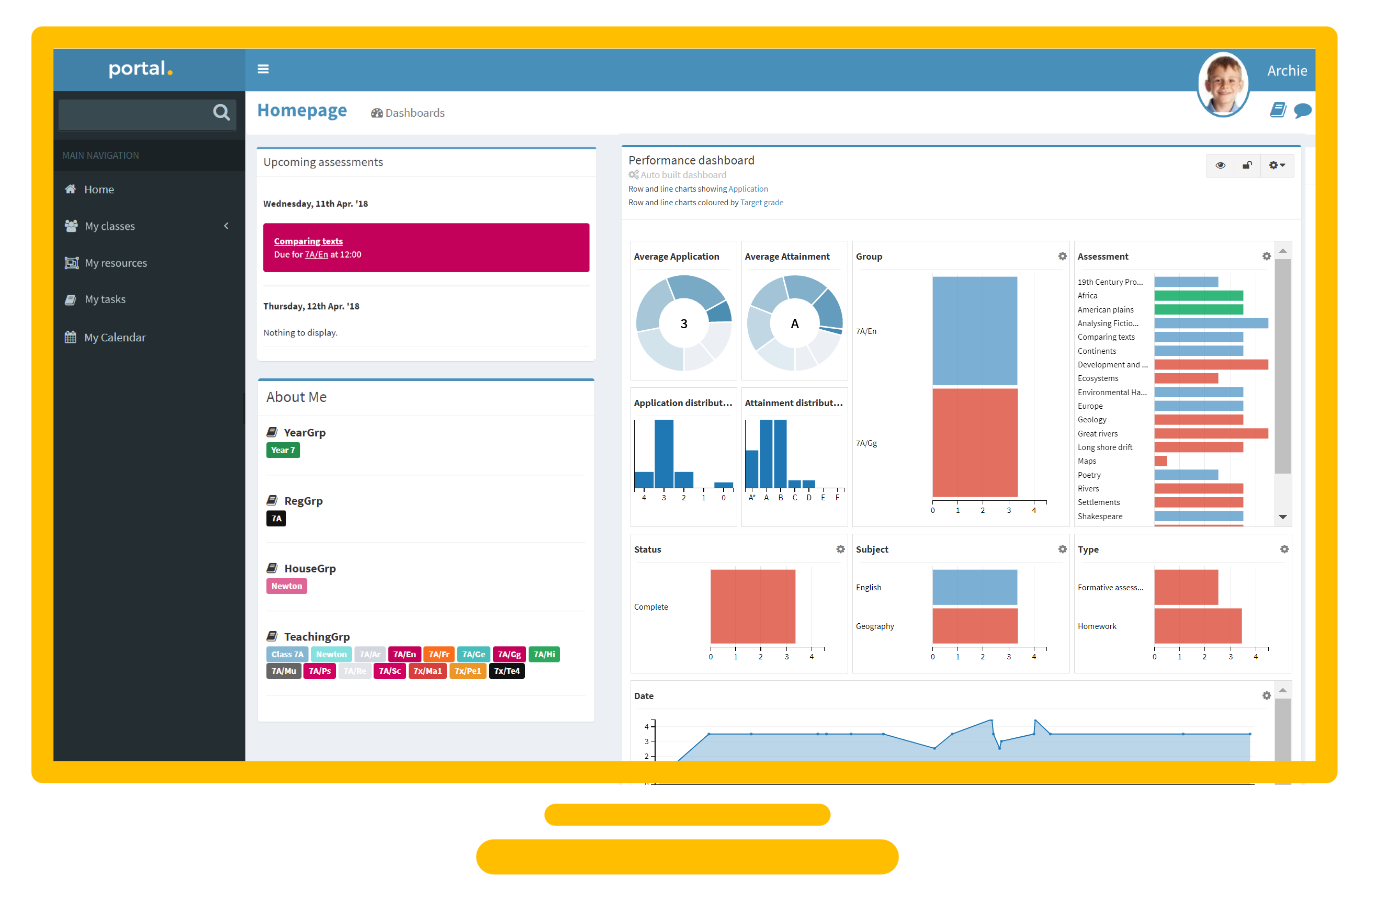 portal.
Archie
Homepage
Dashboards
MAIN NAVIGATION
Home
My classes
My resources
My tasks
My Calendar
Upcoming assessments
Wednesday, 11th Apr. '18
Comparing texts
Due for 7A/En at 12:00
Thursday, 12th Apr. '18
Nothing to display.
About Me
YearGrp
Year 7
RegGrp
7A
HouseGrp
Newton
TeachingGrp
Class 7A Newton 7A/Ar 7A/En 7A/Fr 7A/Ge 7A/Gg 7A/Hi
7A/Mu 7A/Ps 7A/Re 7A/Sc 7x/Ma1 7x/Pe1 7x/Te4
Performance dashboard
Auto built dashboard
Row and line charts showing Application
Row and line charts coloured by Target grade
Average Application
3
Average Attainment
A
Application distribut...
4 3 2 1 0
Attainment distribut...
A* A B C D E F
Group
7A/En
7A/Gg
0 1 2 3 4
Assessment
19th Century Pro...
Africa
American plains
Analysing Fictio...
Comparing texts
Continents
Development and ...
Ecosystems
Environmental Ha...
Europe
Geology
Great rivers
Long shore drift
Maps
Poetry
Rivers
Settlements
Shakespeare
Status
Complete
0 1 2 3 4
Subject
English
Geography
0 1 2 3 4
Type
Formative assess...
Homework
0 1 2 3 4
Date
4
3
2